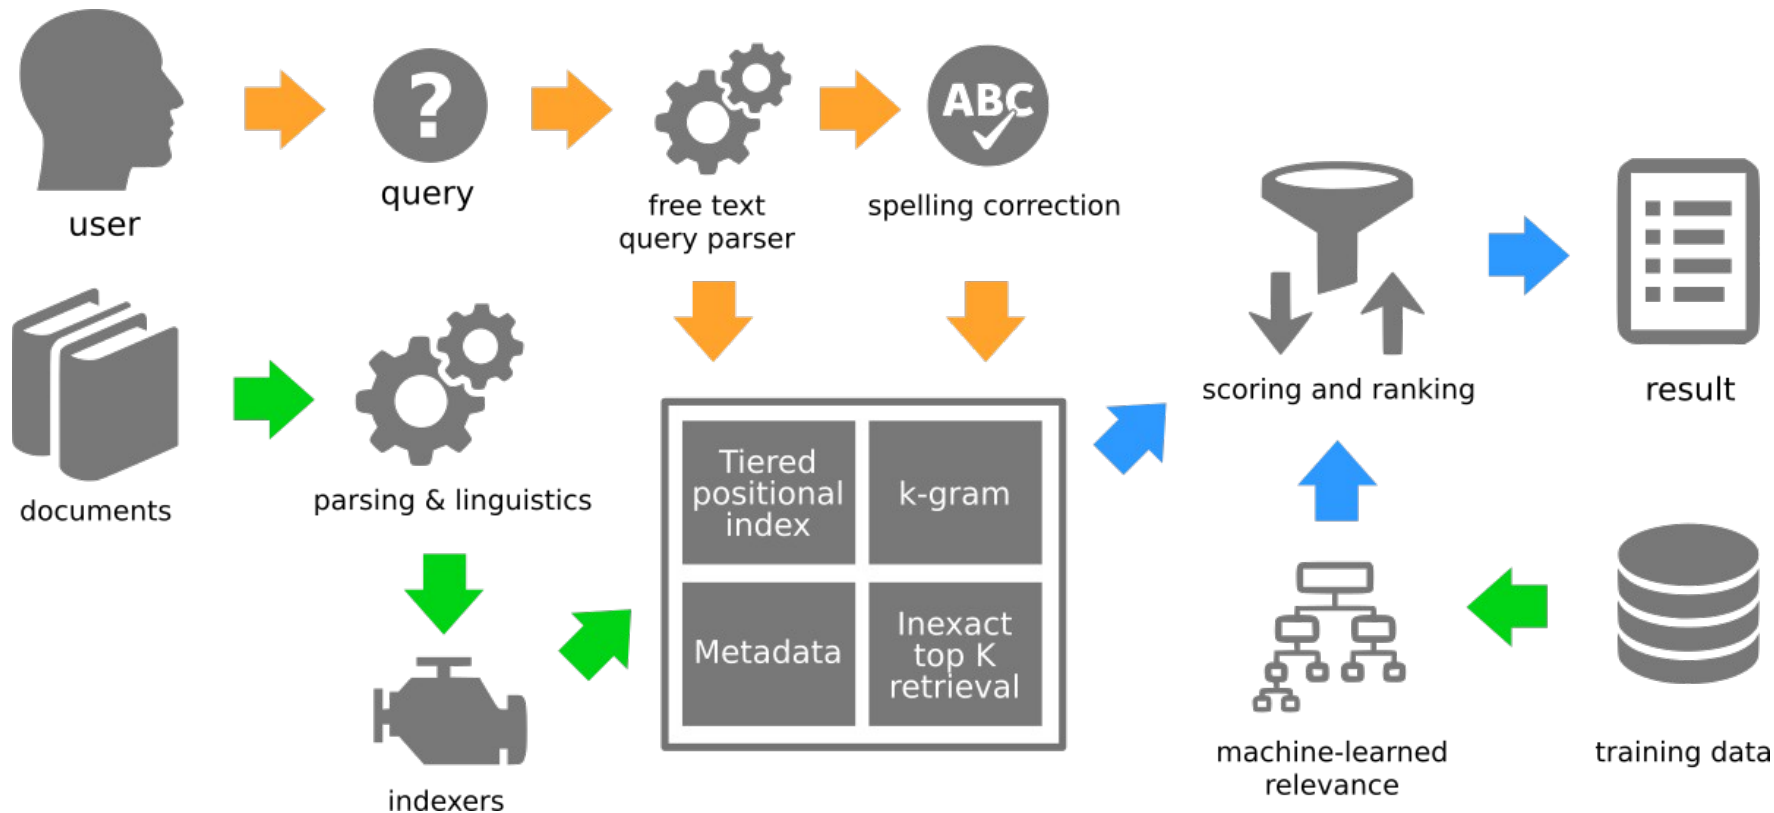 ?
ABC
user
query
free text
query parser
spelling correction
documents
parsing & linguistics
indexers
Tiered
positional
index
k-gram
Metadata
Inexact
top K
retrieval
scoring and ranking
result
machine-learned
relevance
training data